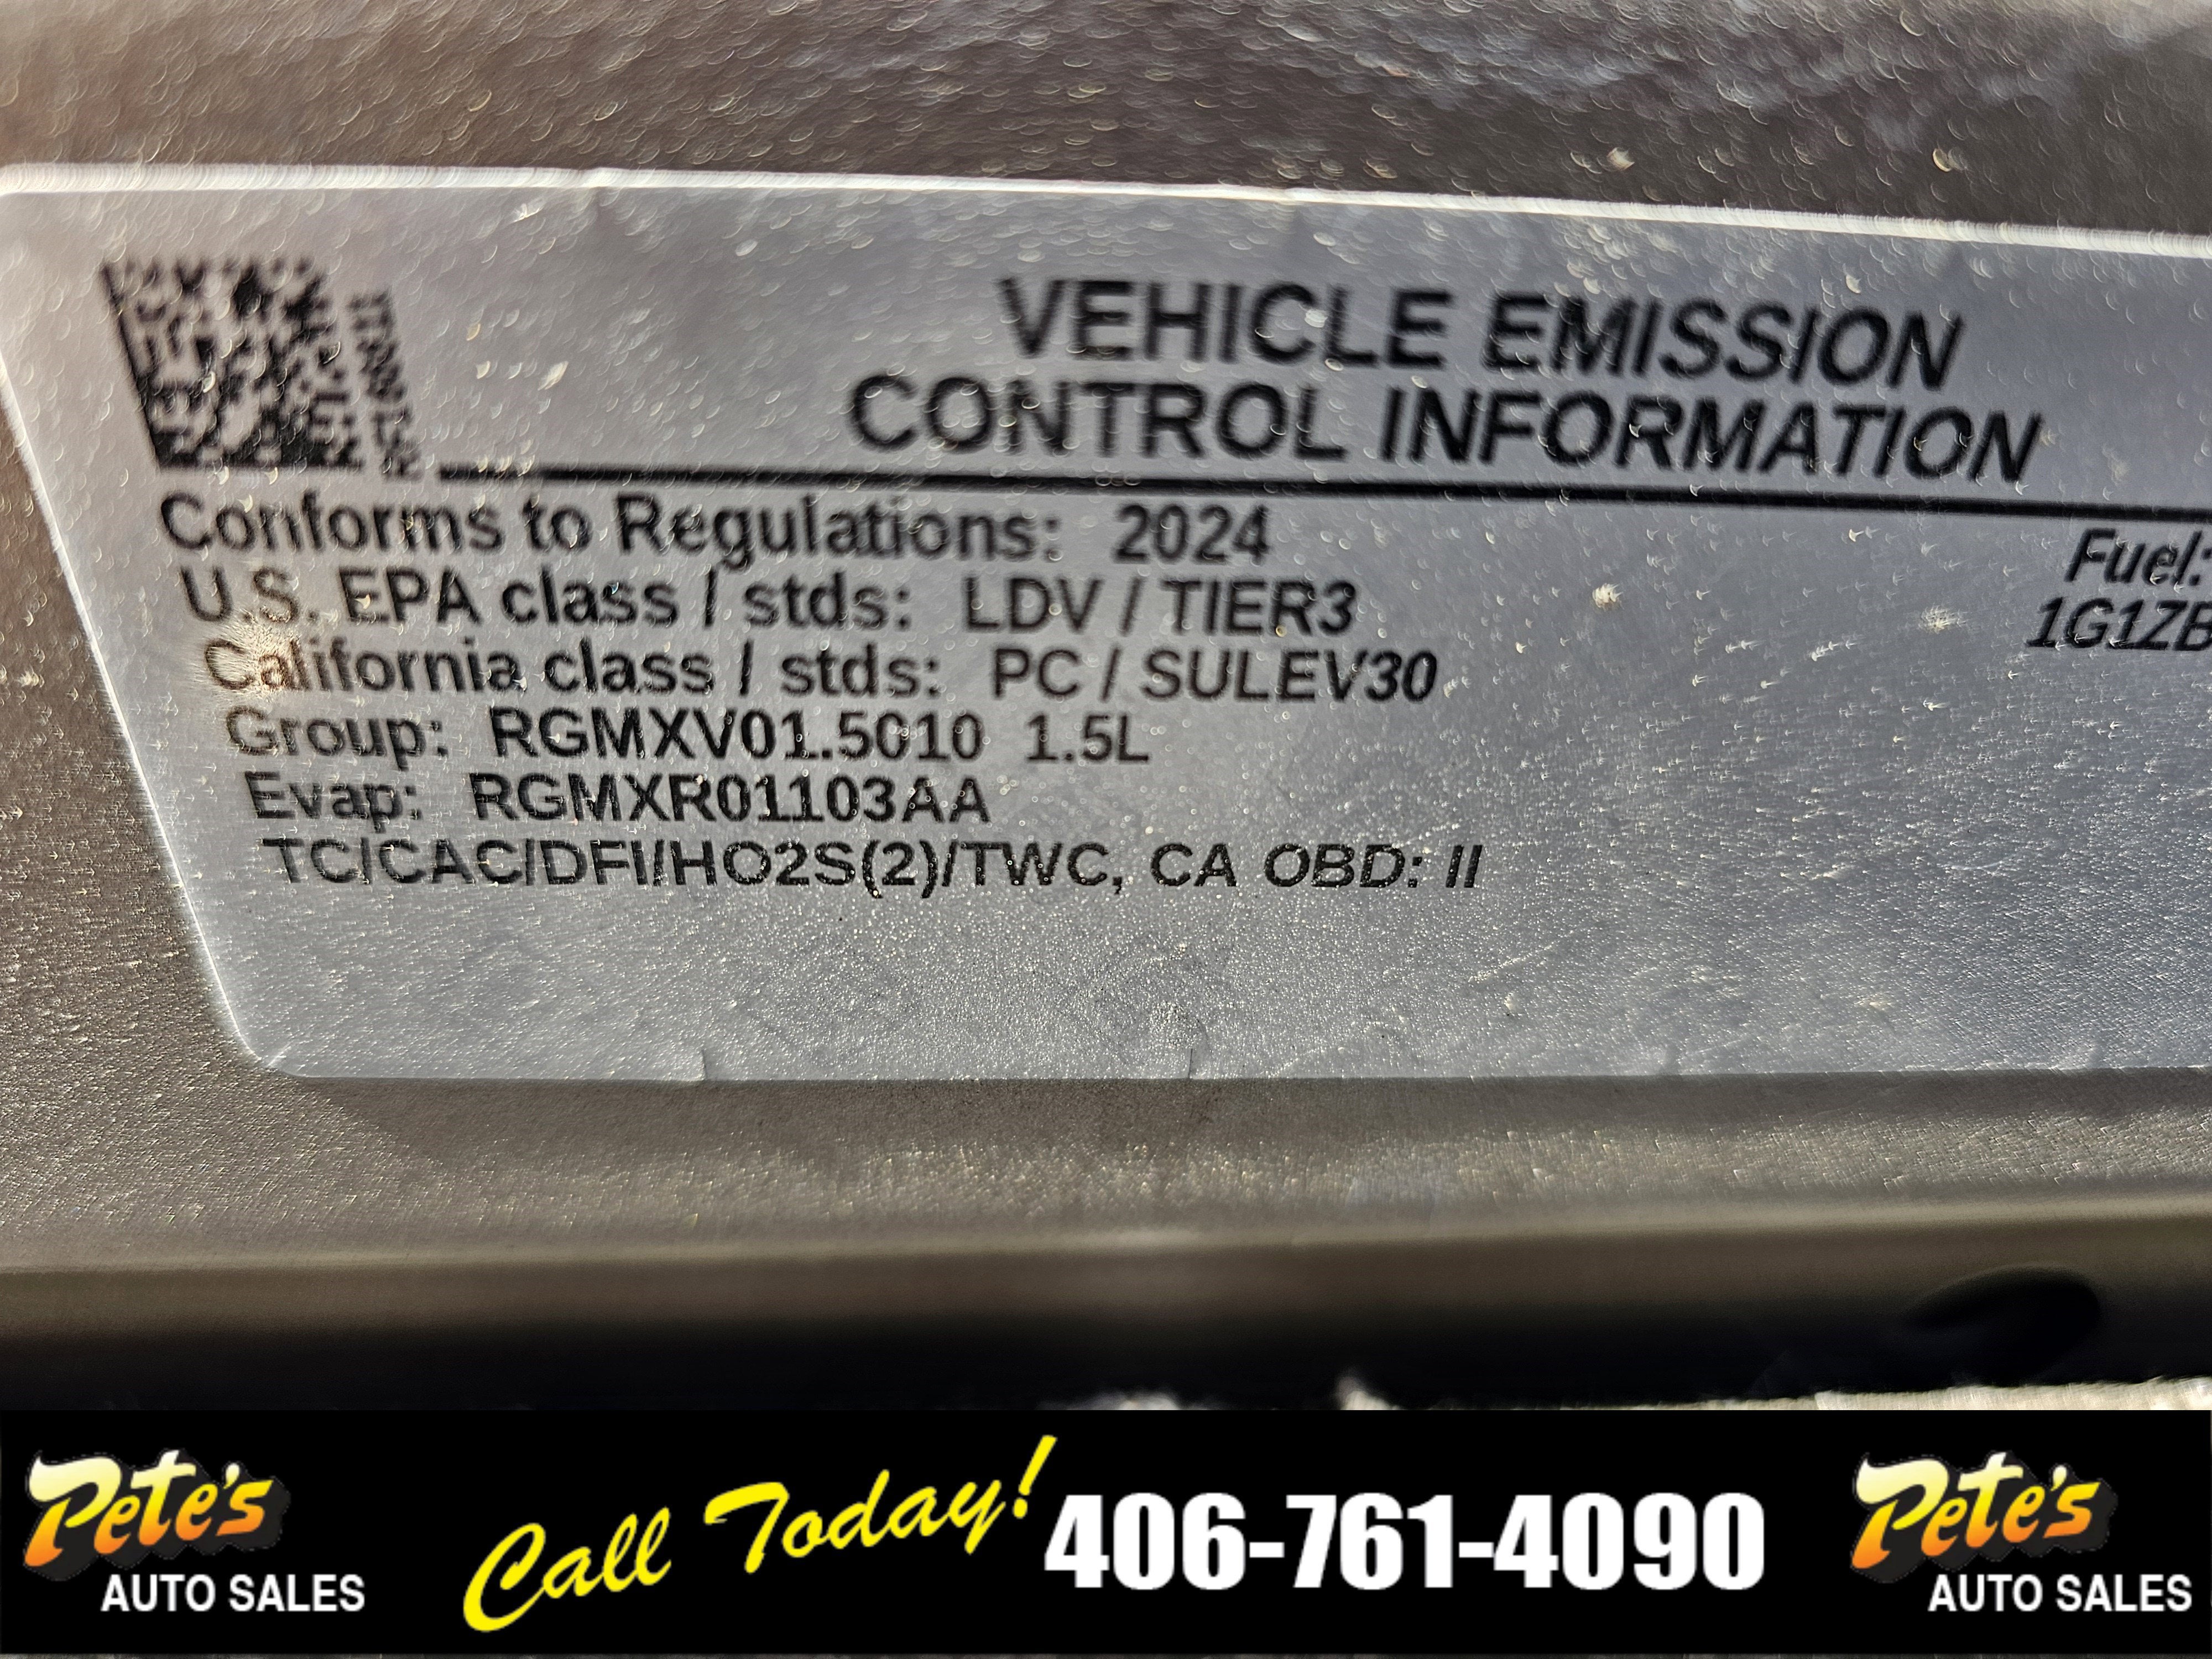 VEHICLE EMISSION
CONTROL INFORMATION
Conforms to Regulations: 2024
U.S. EPA class / stds: LDV / TIER3
California class / stds: PC / SULEV30
Group: RGMXV01.5010 1.5L
Evap: RGMXR01103AA
TC/CAC/DFI/HO2S(2)/TWC, CA OBD: II
Fuel:
1G1ZB
Pete's
AUTO SALES
Call Today!
406-761-4090
Pete's
AUTO SALES